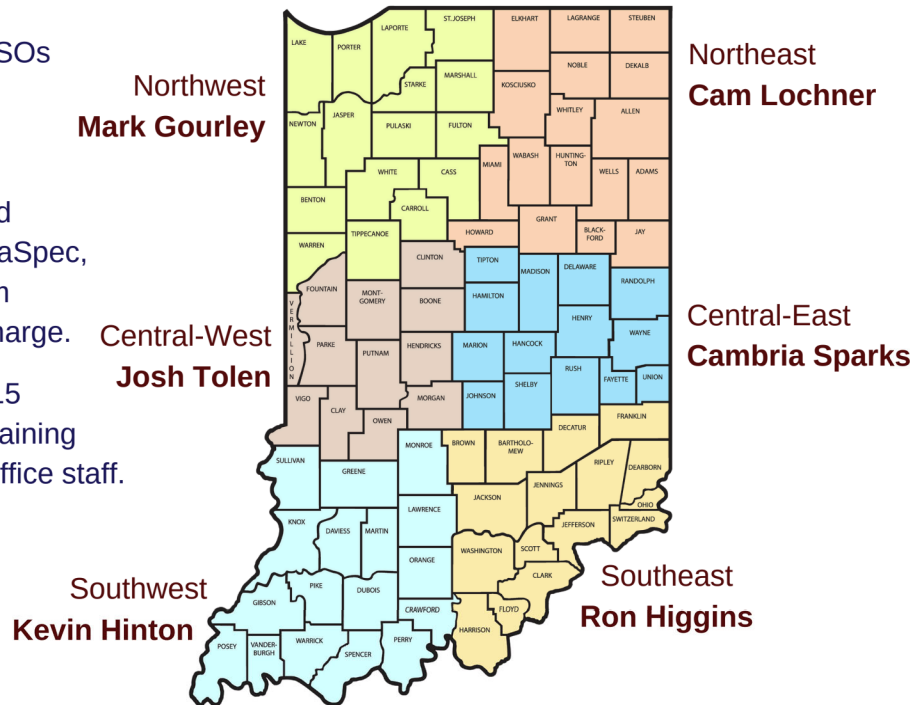 SOs
d
aSpec,
n
harge.
15
aining
ffice staff.
Northwest
Mark Gourley
Northeast
Cam Lochner
Central-West
Josh Tolen
Central-East
Cambria Sparks
Southwest
Kevin Hinton
Southeast
Ron Higgins
LAKE
PORTER
LAPORTE
ST.JOSEPH
ELKHART
LAGRANGE
STEUBEN
STARKE
MARSHALL
KOSCIUSKO
NOBLE
DEKALB
NEWTON
JASPER
PULASKI
FULTON
WHITLEY
ALLEN
WHITE
CASS
MIAMI
WABASH
HUNTING-
TON
WELLS
ADAMS
BENTON
CARROLL
WARREN
TIPPECANOE
HOWARD
GRANT
BLACK-
FORD
JAY
CLINTON
TIPTON
MADISON
DELAWARE
RANDOLPH
FOUNTAIN
MONT-
GOMERY
BOONE
HAMILTON
HENRY
WAYNE
VERMILLION
PARKE
PUTNAM
HENDRICKS
MARION
HANCOCK
RUSH
FAYETTE
UNION
VIGO
CLAY
OWEN
MORGAN
JOHNSON
SHELBY
FRANKLIN
SULLIVAN
GREENE
MONROE
BROWN
BARTHOLO-
MEW
DECATUR
RIPLEY
DEARBORN
JACKSON
JENNINGS
OHIO
SWITZERLAND
JEFFERSON
KNOX
DAVIESS
MARTIN
LAWRENCE
WASHINGTON
SCOTT
CLARK
ORANGE
GIBSON
PIKE
DUBOIS
CRAWFORD
HARRISON
FLOYD
POSEY
VANDER-
BURGH
WARRICK
SPENCER
PERRY